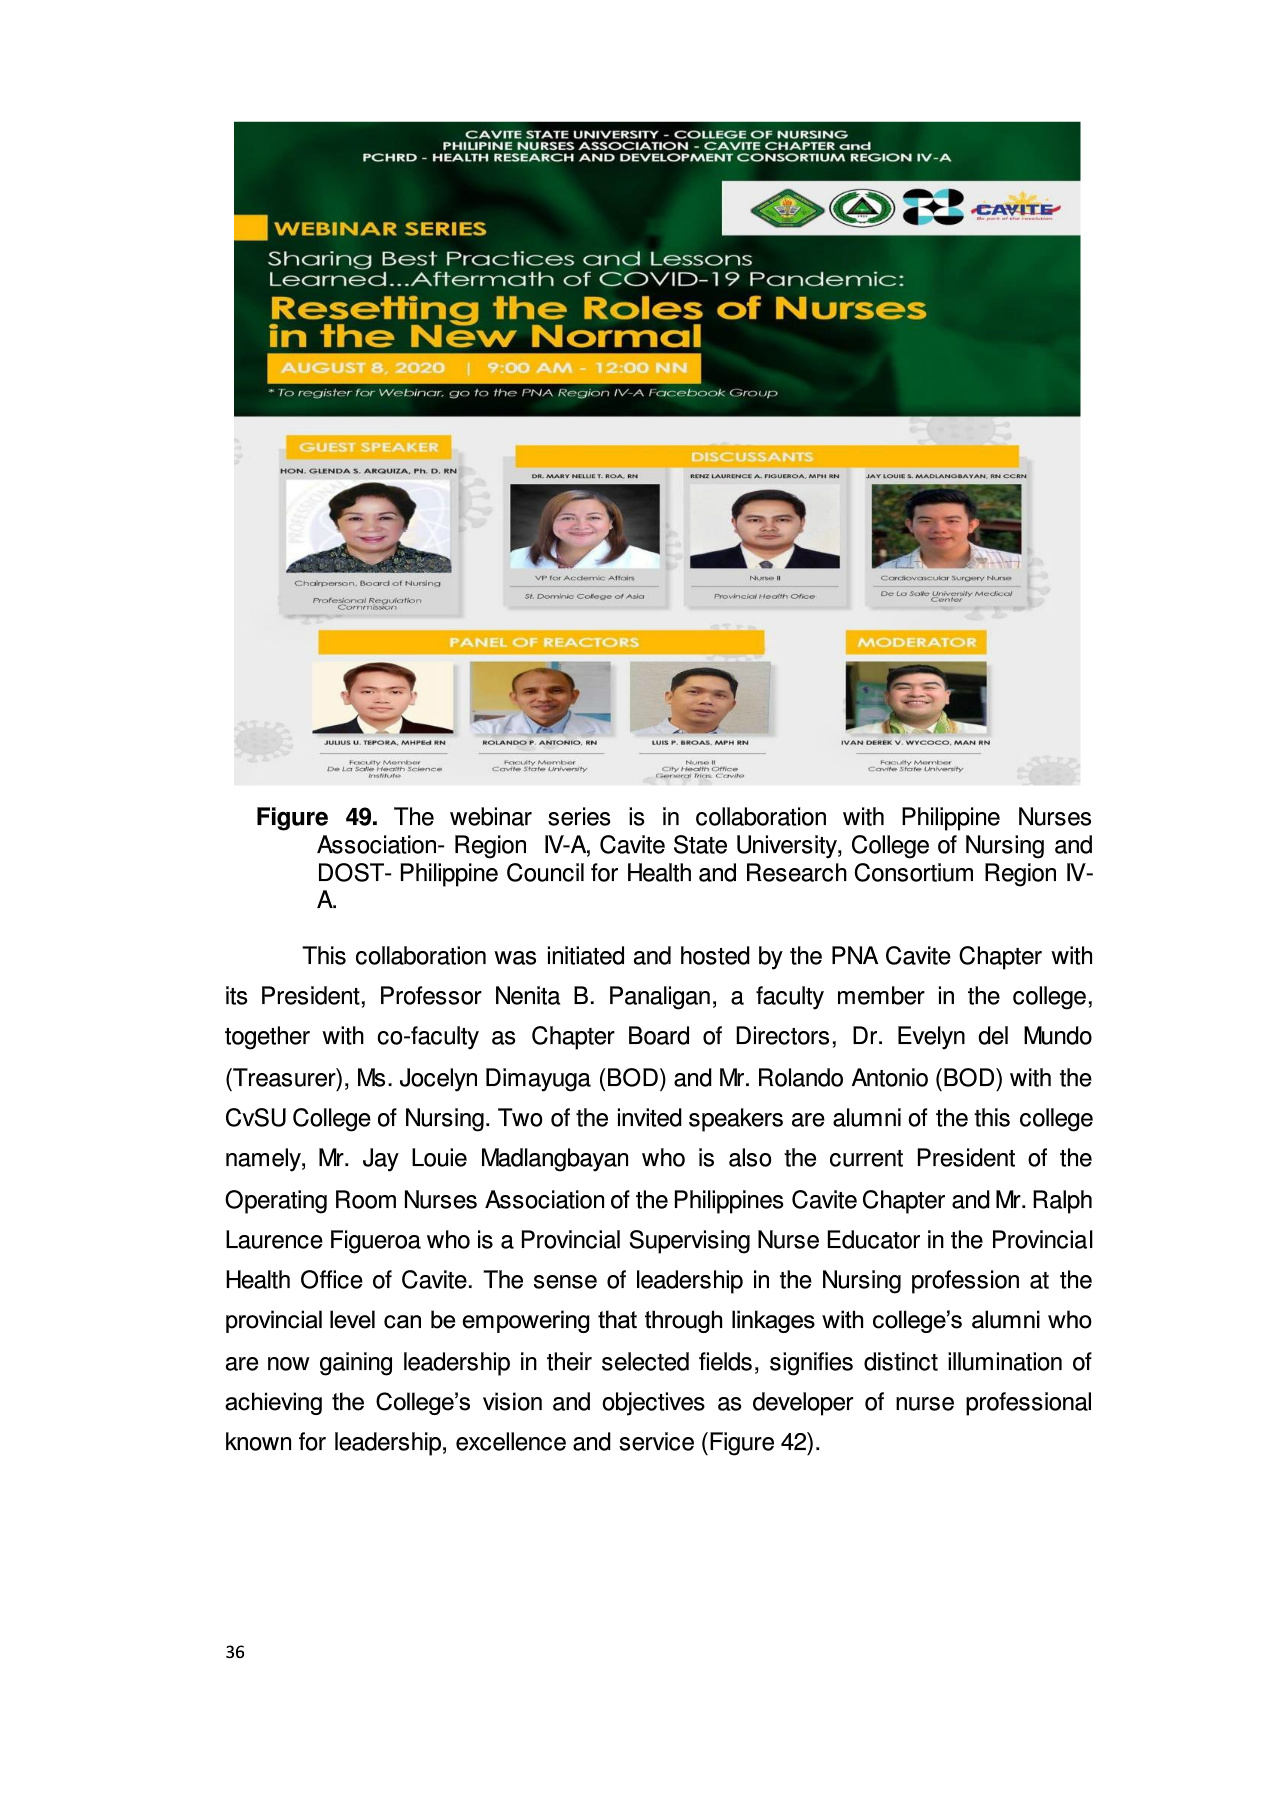 CAVITE STATE UNIVERSITY - COLLEGE OF NURSING
PHILIPINE NURSES ASSOCIATION - CAVITE CHAPTER and
PCHRD - HEALTH RESEARCH AND DEVELOPMENT CONSORTIUM REGION IV-A
CAVITE
Be part of the revolution
WEBINAR SERIES
Sharing Best Practices and Lessons
Learned...Aftermath of COVID-19 Pandemic:
Resetting the Roles of Nurses
in the New Normal
AUGUST 8, 2020 | 9:00 AM - 12:00 NN
* To register for Webinar, go to the PNA Region IV-A Facebook Group
GUEST SPEAKER
HON. GLENDA S. ARQUIZA, Ph. D. RN
Chairperson, Board of Nursing
Profesional Regulation
Commission
DISCUSSANTS
DR. MARY NELLIE T. ROA, RN
VP for Acdemic Affairs
St. Dominic College of Asia
RENZ LAURENCE A. FIGUEROA, MPH RN
Nurse II
Provincial Health Ofice
JAY LOUIE S. MADLANGBAYAN, RN CCRN
Cardiovascular Surgery Nurse
De La Salle University Medical
Center
PANEL OF REACTORS
JULIUS U. TEPORA, MHPEd RN
Faculty Member
De La Salle Health Science
Institute
ROLANDO P. ANTONIO, RN
Faculty Member
Cavite State University
LUIS P. BROAS, MPH RN
Nurse II
City Health Office
General Trias, Cavite
MODERATOR
IVAN DEREK V. WYCOCO, MAN RN
Faculty Member
Cavite State University
Figure 49. The webinar series is in collaboration with Philippine Nurses
Association- Region IV-A, Cavite State University, College of Nursing and
DOST- Philippine Council for Health and Research Consortium Region IV-
A.
This collaboration was initiated and hosted by the PNA Cavite Chapter with
its President, Professor Nenita B. Panaligan, a faculty member in the college,
together with co-faculty as Chapter Board of Directors, Dr. Evelyn del Mundo
(Treasurer), Ms. Jocelyn Dimayuga (BOD) and Mr. Rolando Antonio (BOD) with the
CvSU College of Nursing. Two of the invited speakers are alumni of the this college
namely, Mr. Jay Louie Madlangbayan who is also the current President of the
Operating Room Nurses Association of the Philippines Cavite Chapter and Mr. Ralph
Laurence Figueroa who is a Provincial Supervising Nurse Educator in the Provincial
Health Office of Cavite. The sense of leadership in the Nursing profession at the
provincial level can be empowering that through linkages with college’s alumni who
are now gaining leadership in their selected fields, signifies distinct illumination of
achieving the College’s vision and objectives as developer of nurse professional
known for leadership, excellence and service (Figure 42).
36